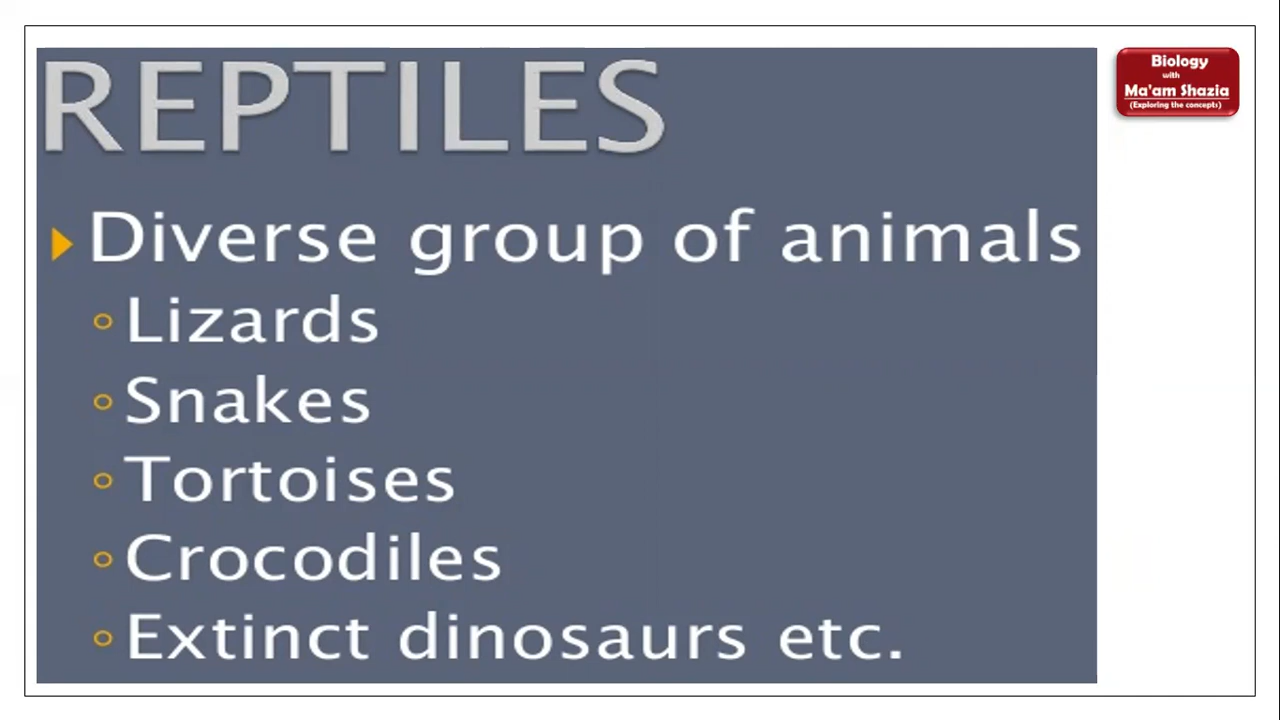 REPTILES
Diverse group of animals
Lizards
Snakes
Tortoises
Crocodiles
Extinct dinosaurs etc.
Biology
with
Ma'am Shazia
(Exploring the concepts)